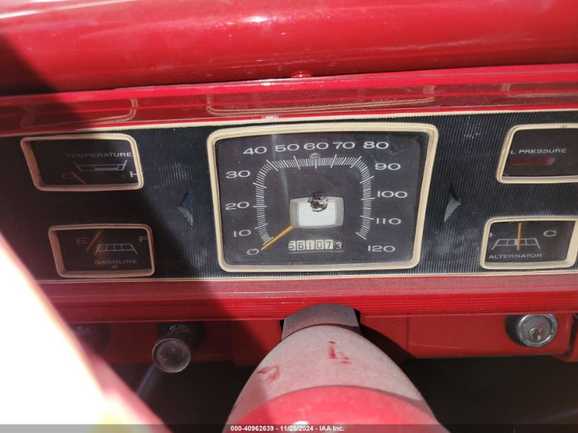 TEMPERATURE
H
40 50 60 70 80
30
90
20
100
10
110
0
120
GASOLINE
E F
L PRESSURE
C
ALTERNATOR
000-40962639 - 11/25/2024 - IAA Inc.